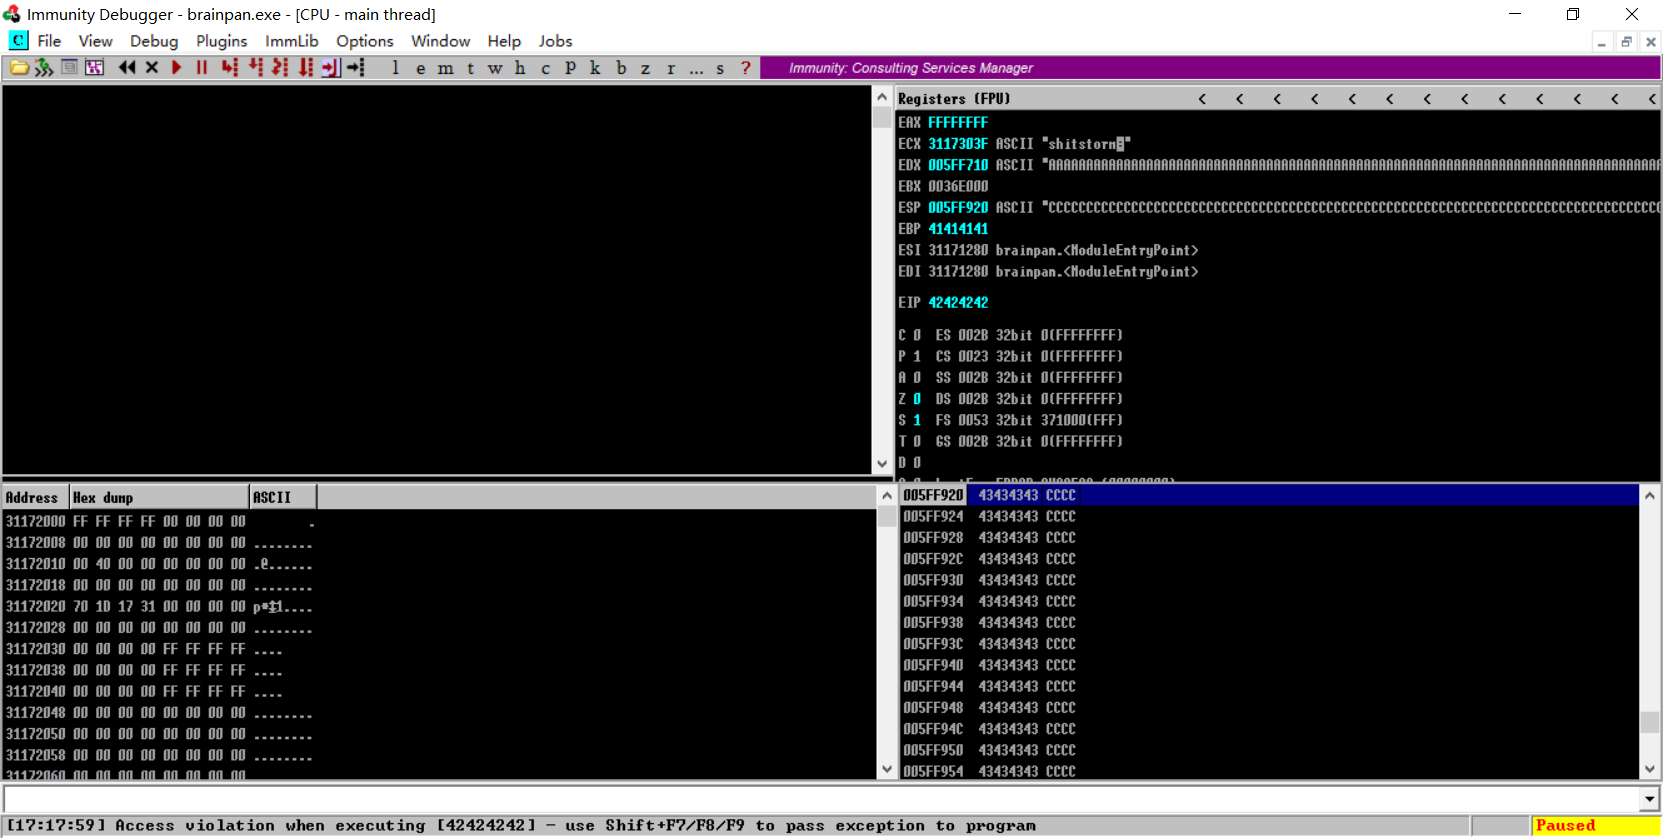 Immunity Debugger - brainpan.exe - [CPU - main thread]
C File View Debug Plugins ImmLib Options Window Help Jobs
l e m t w h c P k b z r ... s ? Immunity: Consulting Services Manager
Registers (FPU) < < < < < < < < < < < < <
EAX FFFFFFFF
ECX 3117303F ASCII "shitstorm
EDX 005FF710 ASCII
EBX 0036E000
ESP 005FF920 ASCII
EBP 41414141
ESI 31171280 brainpan.<ModuleEntryPoint>
EDI 31171280 brainpan.<ModuleEntryPoint>
EIP 42424242
C 0 ES 002B 32bit 0(FFFFFFFF)
P 1 CS 0023 32bit 0(FFFFFFFF)
A 0 SS 002B 32bit 0(FFFFFFFF)
Z 0 DS 002B 32bit 0(FFFFFFFF)
S 1 FS 0053 32bit 371000(FFF)
T 0 GS 002B 32bit 0(FFFFFFFF)
D 0
Address Hex dump ASCII
31172000 FF FF FF FF 00 00 00 00 .
31172008 00 00 00 00 00 00 00 00 ........
31172010 00 40 00 00 00 00 00 00 .@......
31172018 00 00 00 00 00 00 00 00 ........
31172020 70 1D 17 31 00 00 00 00
31172028 00 00 00 00 00 00 00 00 ........
31172030 00 00 00 00 FF FF FF FF ....
31172038 00 00 00 00 FF FF FF FF ....
31172040 00 00 00 00 FF FF FF FF ....
31172048 00 00 00 00 00 00 00 00 ........
31172050 00 00 00 00 00 00 00 00 ........
31172058 00 00 00 00 00 00 00 00 ........
31172060 00 00 00 00 00 00 00 00
005FF920 43434343 CCCC
005FF924 43434343 CCCC
005FF928 43434343 CCCC
005FF92C 43434343 CCCC
005FF930 43434343 CCCC
005FF934 43434343 CCCC
005FF938 43434343 CCCC
005FF93C 43434343 CCCC
005FF940 43434343 CCCC
005FF944 43434343 CCCC
005FF948 43434343 CCCC
005FF94C 43434343 CCCC
005FF950 43434343 CCCC
005FF954 43434343 CCCC
[17:17:59] Access violation when executing [42424242] - use Shift+F7/F8/F9 to pass exception to program
Paused